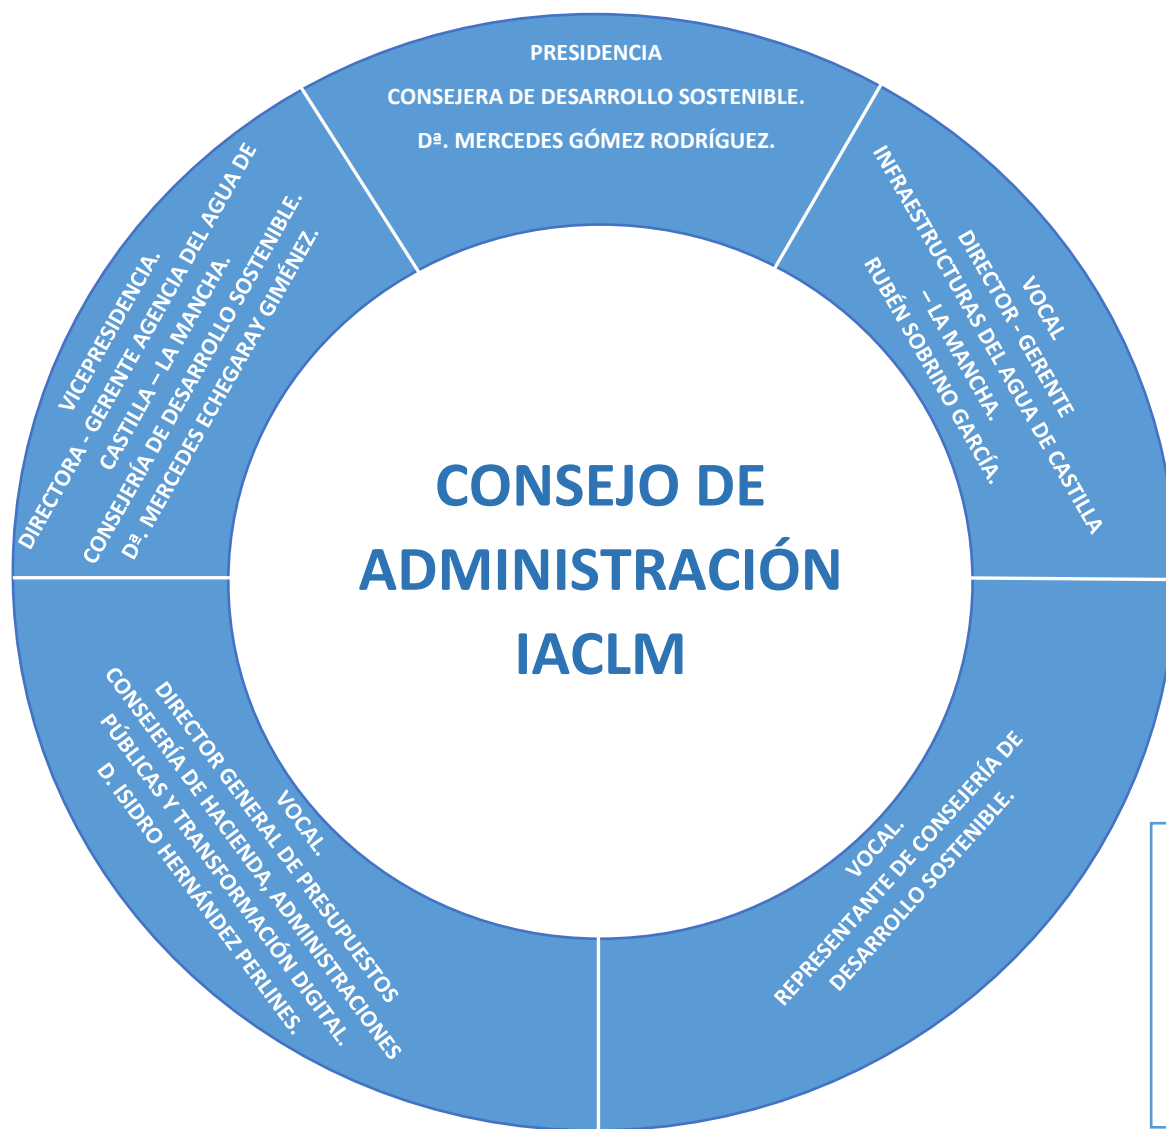 PRESIDENCIA
CONSEJERA DE DESARROLLO SOSTENIBLE.
Dª. MERCEDES GÓMEZ RODRÍGUEZ.
VOCAL
DIRECTOR - GERENTE
INFRAESTRUCTURAS DEL AGUA DE CASTILLA
– LA MANCHA.
RUBÉN SOBRINO GARCÍA.
VICEPRESIDENCIA.
DIRECTORA - GERENTE AGENCIA DEL AGUA DE
CASTILLA – LA MANCHA.
CONSEJERÍA DE DESARROLLO SOSTENIBLE.
Dª. MERCEDES ECHEGARAY GIMÉNEZ.
CONSEJO DE
ADMINISTRACIÓN
IACLM
VOCAL.
DIRECTOR GENERAL DE PRESUPUESTOS
CONSEJERÍA DE HACIENDA, ADMINISTRACIONES
PÚBLICAS Y TRANSFORMACIÓN DIGITAL.
D. ISIDRO HERNÁNDEZ PERLINES.
VOCAL.
REPRESENTANTE DE CONSEJERÍA DE
DESARROLLO SOSTENIBLE.